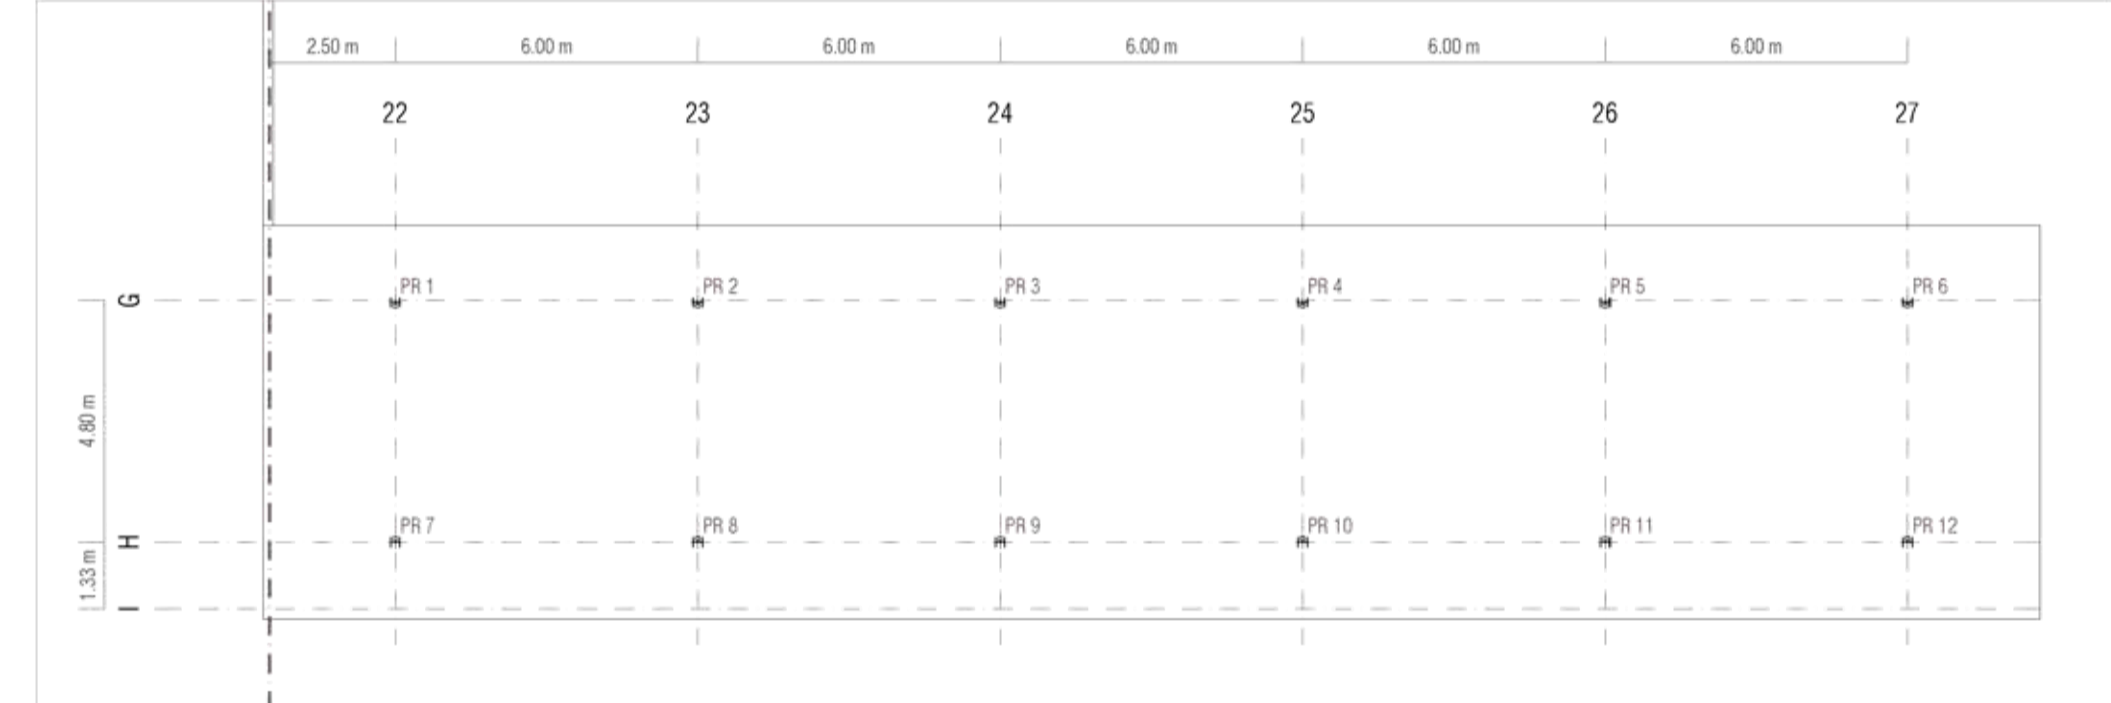 2.50 m 6.00 m 6.00 m 6.00 m 6.00 m 6.00 m
22 23 24 25 26 27
PR 1 PR 2 PR 3 PR 4 PR 5 PR 6
G
4.80 m
PR 7 PR 8 PR 9 PR 10 PR 11 PR 12
H
1.33 m
I